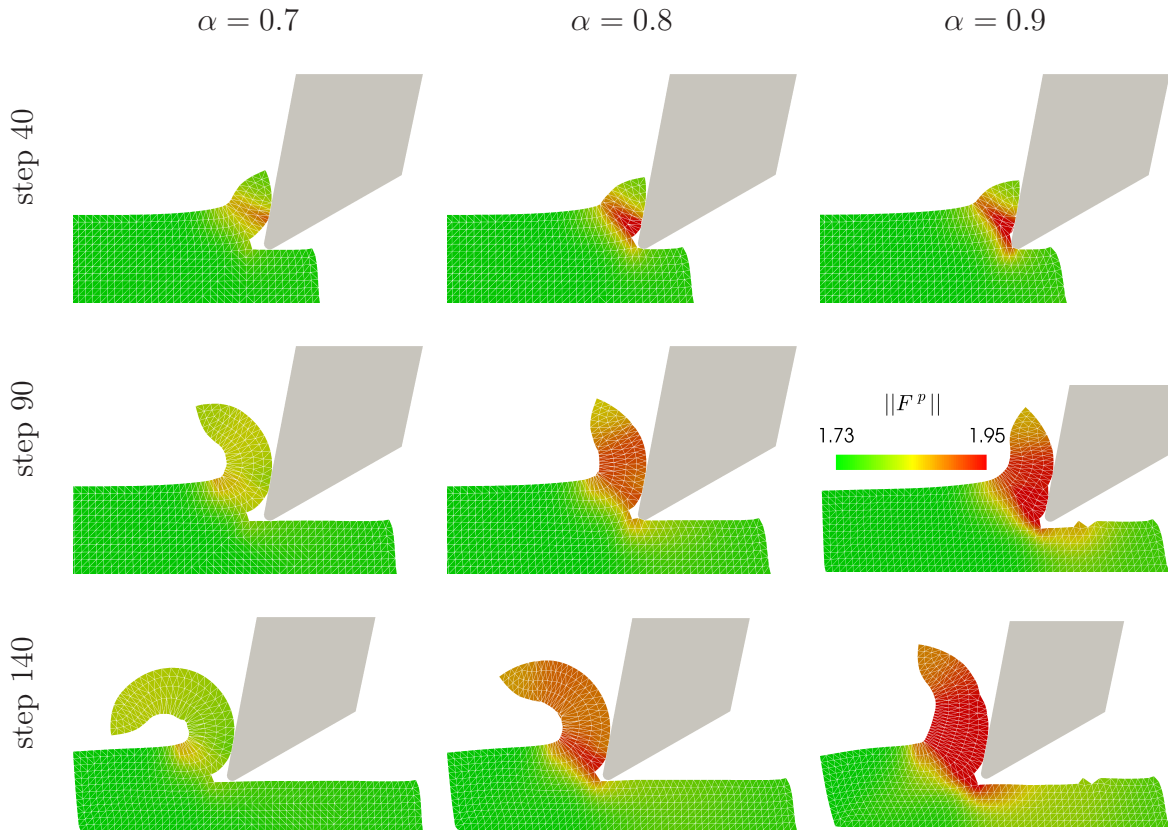 α = 0.7
α = 0.8
α = 0.9
step 40
step 90
||F ᵖ||
1.73
1.95
step 140